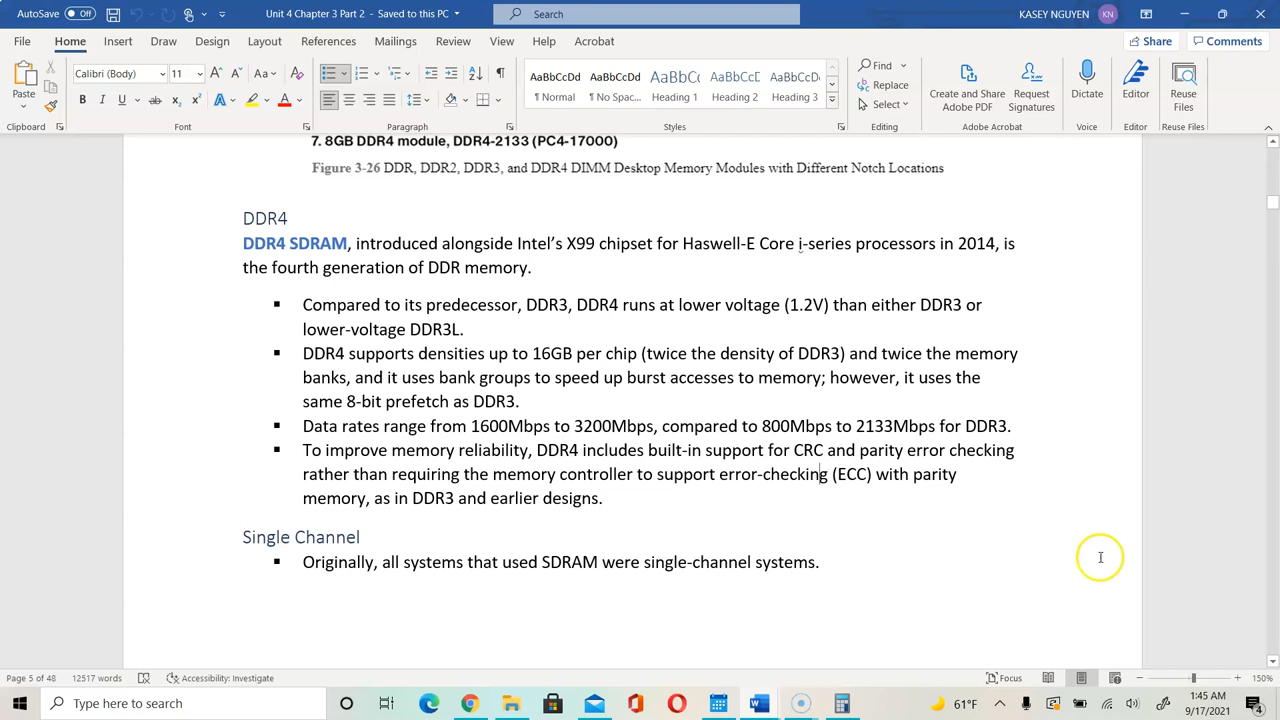 AutoSave Off 825.3 - Saved to this PC Search KASEY NGUYEN KN
File Home Insert Draw Design Layout References Mailings Review View Help Acrobat Share Comments
Paste Calibri (Body) 11 Aa AaBbCcDd AaBbCcDd AaBbC AaBbCcC AaBbCcD Find Replace Select
Normal No Spac... Heading 1 Heading 2 Heading 3 Create and Share Adobe PDF Request Signatures Dictate Editor Reuse Files
Clipboard Font Paragraph Styles Editing Adobe Acrobat Voice Editor Reuse Files
7. 8GB DDR4 module, DDR4-2133 (PC4-17000)
Figure 3-26 DDR, DDR2, DDR3, and DDR4 DIMM Desktop Memory Modules with Different Notch Locations
DDR4
DDR4 SDRAM, introduced alongside Intel's X99 chipset for Haswell-E Core i-series processors in 2014, is
the fourth generation of DDR memory.
▪ Compared to its predecessor, DDR3, DDR4 runs at lower voltage (1.2V) than either DDR3 or
lower-voltage DDR3L.
▪ DDR4 supports densities up to 16GB per chip (twice the density of DDR3) and twice the memory
banks, and it uses bank groups to speed up burst accesses to memory; however, it uses the
same 8-bit prefetch as DDR3.
▪ Data rates range from 1600Mbps to 3200Mbps, compared to 800Mbps to 2133Mbps for DDR3.
▪ To improve memory reliability, DDR4 includes built-in support for CRC and parity error checking
rather than requiring the memory controller to support error-checking (ECC) with parity
memory, as in DDR3 and earlier designs.
Single Channel
▪ Originally, all systems that used SDRAM were single-channel systems.
Page 5 of 48 12517 words Accessibility: Investigate Focus 150%
Type here to search 61°F 1:45 AM
9/17/2021 4